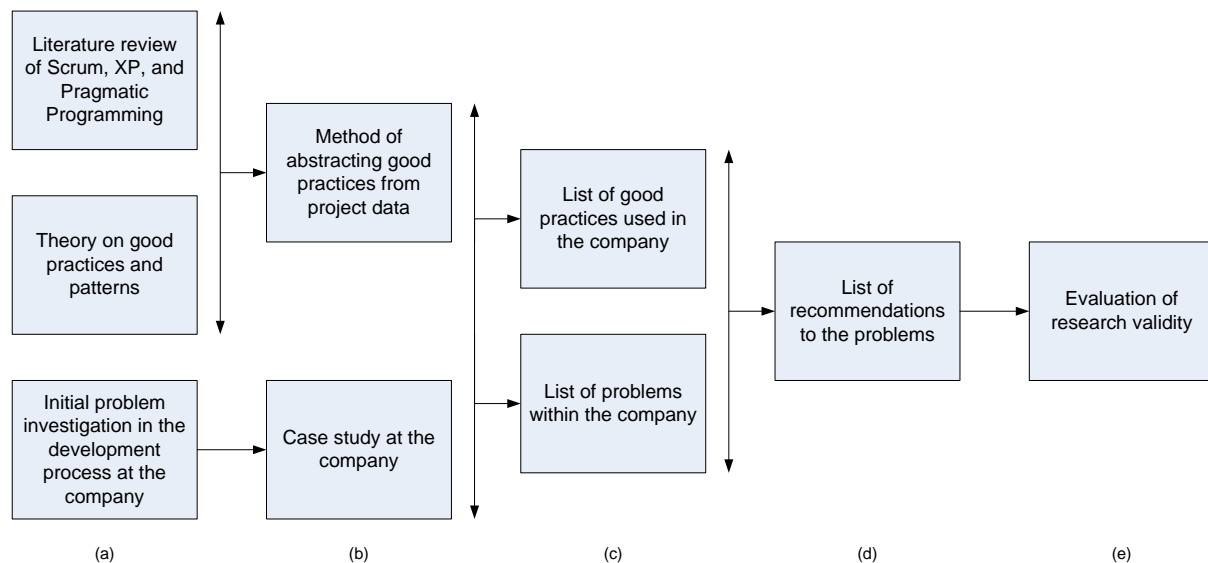 Literature review
of Scrum, XP, and
Pragmatic
Programming
Theory on good
practices and
patterns
Initial problem
investigation in the
development
process at the
company
(a)
Method of
abstracting good
practices from
project data
Case study at the
company
(b)
List of good
practices used in
the company
List of problems
within the company
(c)
List of
recommendations
to the problems
(d)
Evaluation of
research validity
(e)